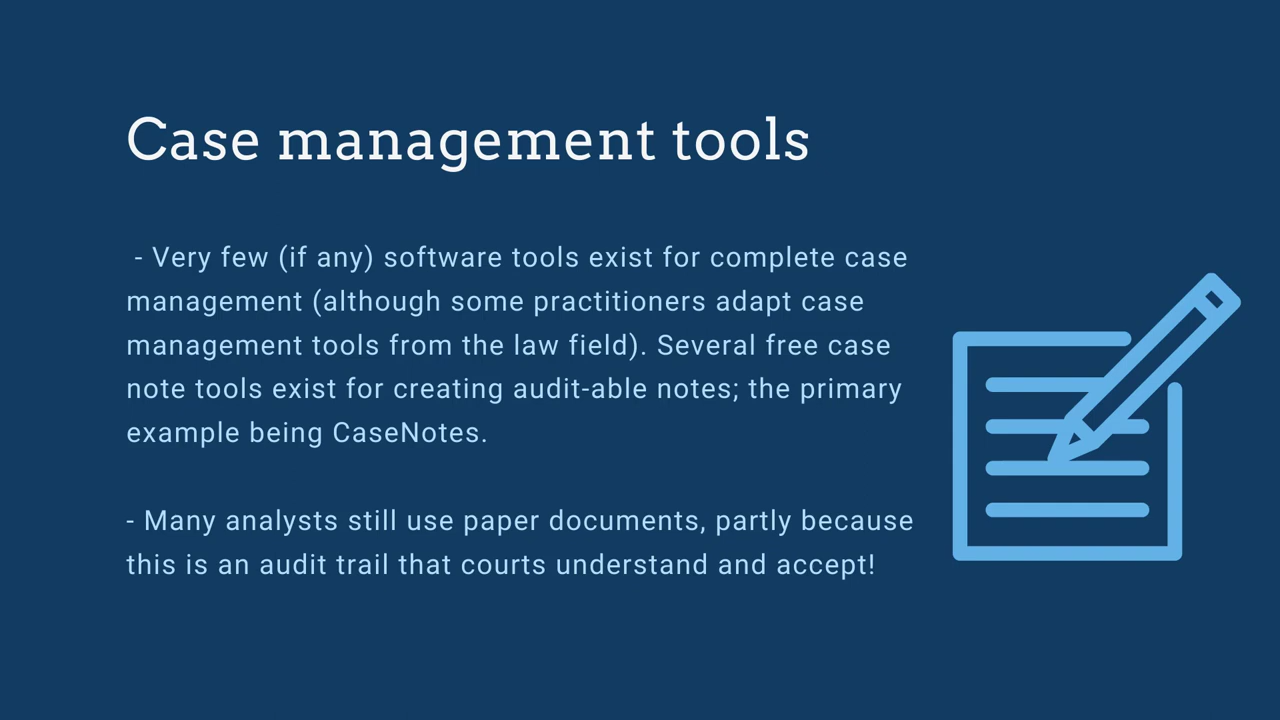 Case management tools
- Very few (if any) software tools exist for complete case
management (although some practitioners adapt case
management tools from the law field). Several free case
note tools exist for creating audit-able notes; the primary
example being CaseNotes.
- Many analysts still use paper documents, partly because
this is an audit trail that courts understand and accept!